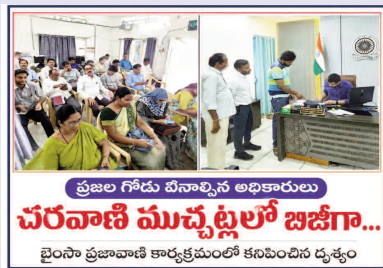 ప్రజల గోడు వినాల్సిన అధికారులు
చరవాణి ముచ్చట్లలో బిజీగా...
బైంసా ప్రజావాణి కార్యక్రమంలో కనిపించిన దృశ్యం